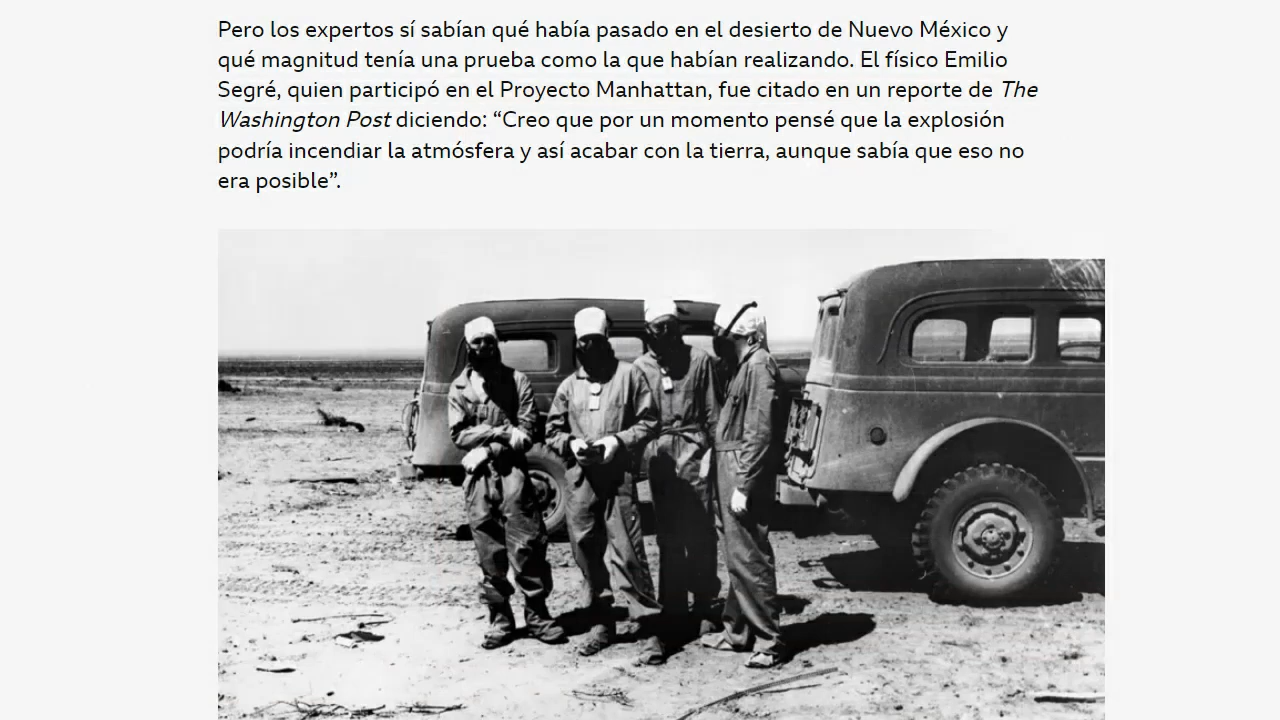 Pero los expertos sí sabían qué había pasado en el desierto de Nuevo México y
qué magnitud tenía una prueba como la que habían realizando. El físico Emilio
Segré, quien participó en el Proyecto Manhattan, fue citado en un reporte de The
Washington Post diciendo: “Creo que por un momento pensé que la explosión
podría incendiar la atmósfera y así acabar con la tierra, aunque sabía que eso no
era posible”.